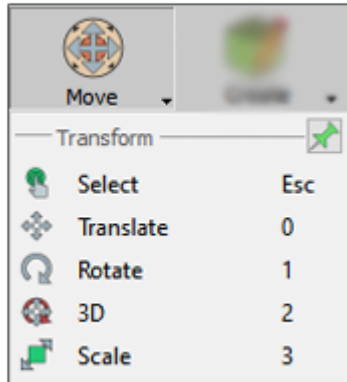 Move
Transform
Select Esc
Translate 0
Rotate 1
3D 2
Scale 3